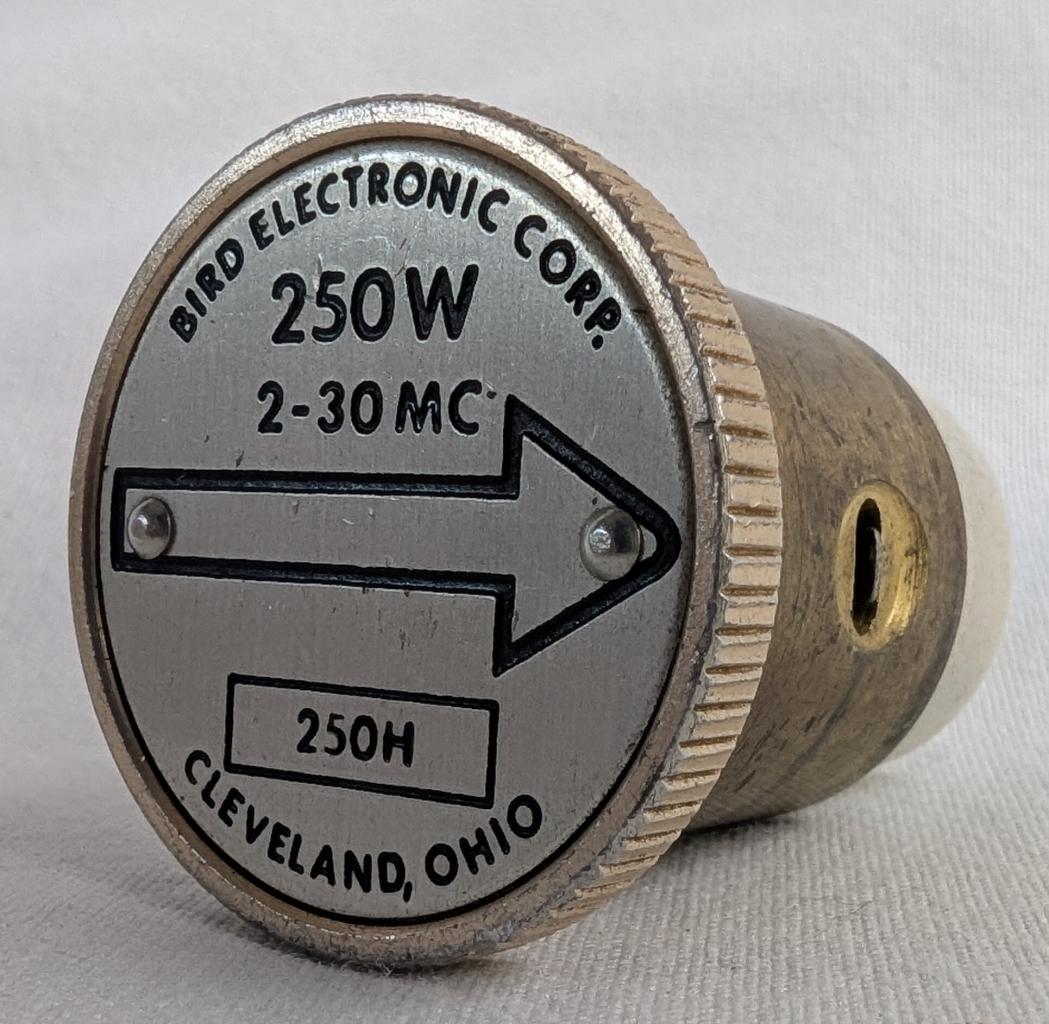 BIRD ELECTRONIC CORP.
250W
2-30 MC
250H
CLEVELAND, OHIO